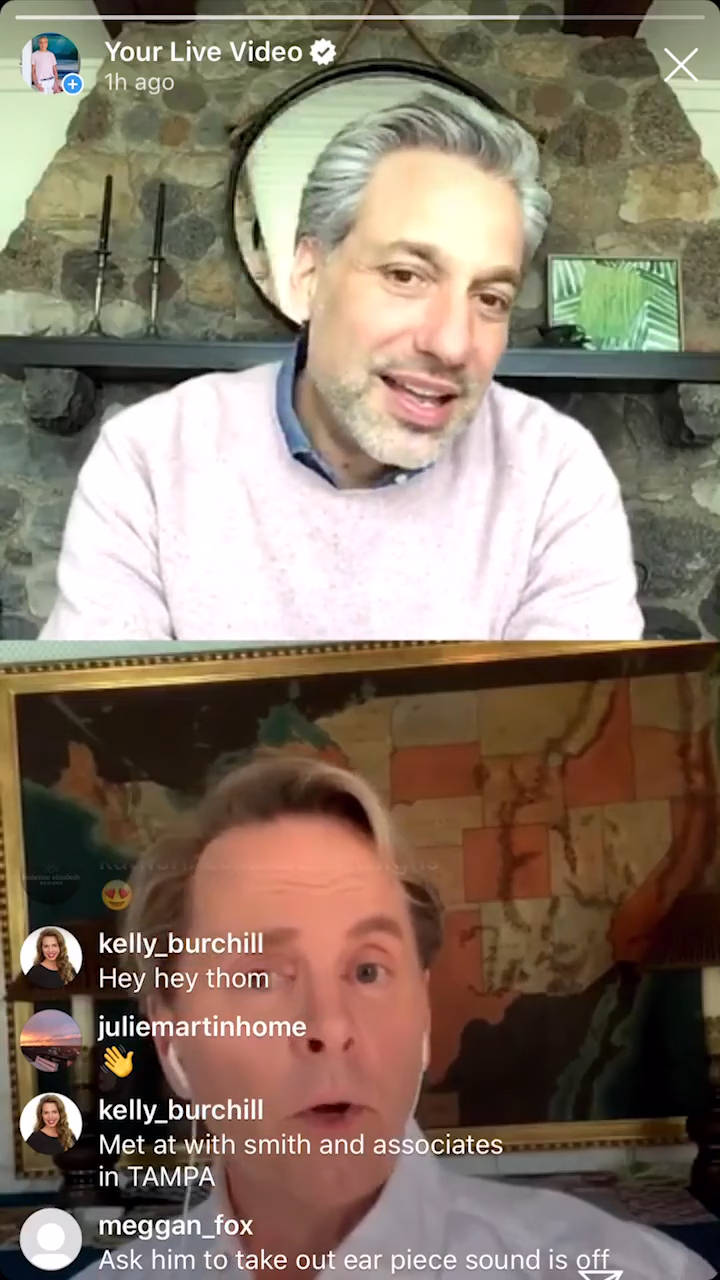 Your Live Video
1h ago
kelly_burchill
Hey hey thom
juliemartinhome
kelly_burchill
Met at with smith and associates
in TAMPA
meggan_fox
Ask him to take out ear piece sound is off